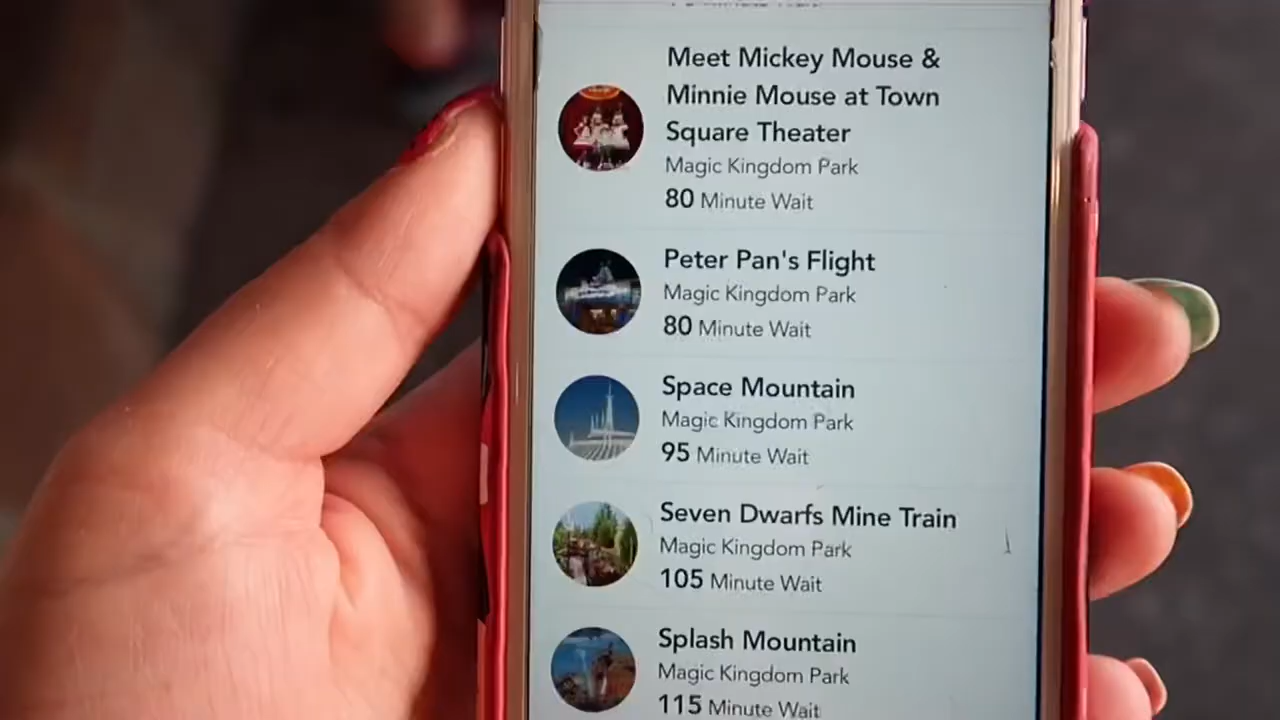 Meet Mickey Mouse &
Minnie Mouse at Town
Square Theater
Magic Kingdom Park
80 Minute Wait
Peter Pan's Flight
Magic Kingdom Park
80 Minute Wait
Space Mountain
Magic Kingdom Park
95 Minute Wait
Seven Dwarfs Mine Train
Magic Kingdom Park
105 Minute Wait
Splash Mountain
Magic Kingdom Park
115 Minute Wait